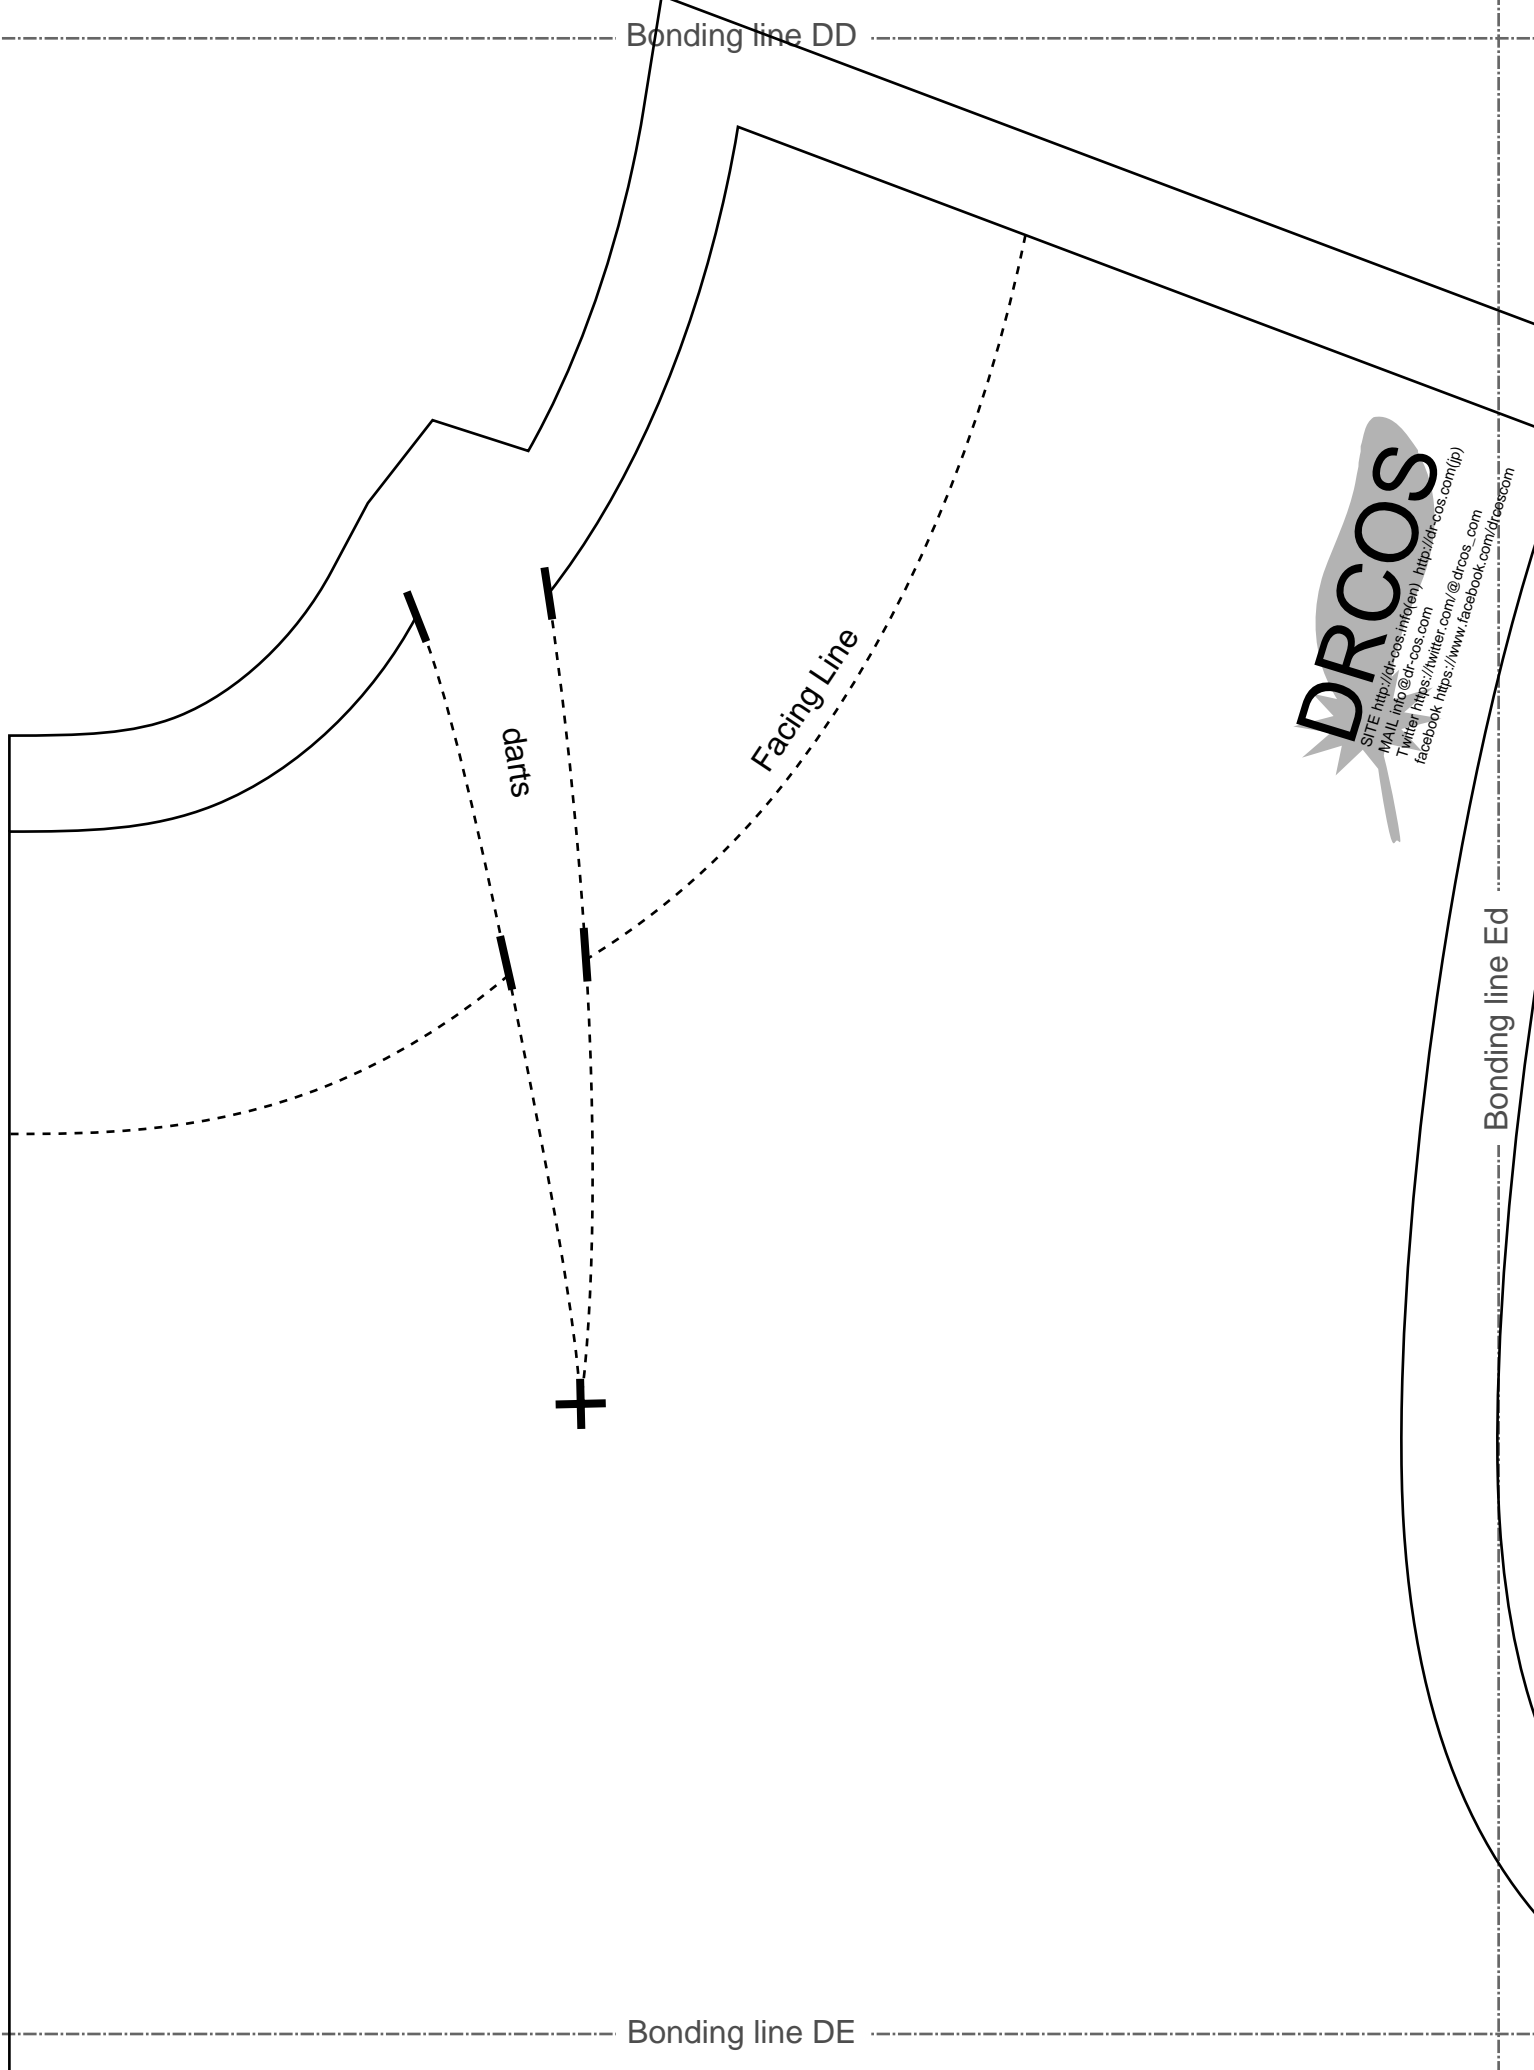 Bonding line DD
DRCOS
SITE http://dr-cos.info(en)  http://dr-cos.com(jp)
MAIL info@dr-cos.com
Twitter https://twitter.com/@drcos_com
facebook https://www.facebook.com/drcoscom
Facing Line
darts
Bonding line Ed
Bonding line DE